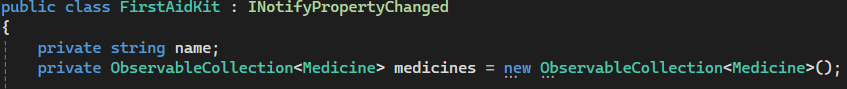 public class FirstAidKit : INotifyPropertyChanged
{
private string name;
private ObservableCollection<Medicine> medicines = new ObservableCollection<Medicine>();